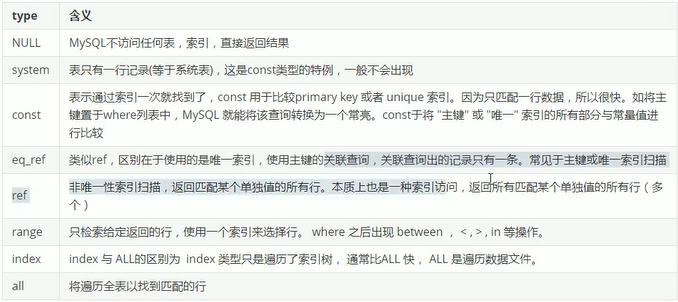 type 含义
NULL MySQL不访问任何表，索引，直接返回结果
system 表只有一行记录(等于系统表)，这是const类型的特例，一般不会出现
const 表示通过索引一次就找到了，const 用于比较primary key 或者 unique 索引。因为只匹配一行数据，所以很快。如将主
键置于where列表中，MySQL 就能将该查询转换为一个常亮。const于将 "主键" 或 "唯一" 索引的所有部分与常量值进
行比较
eq_ref 类似ref，区别在于使用的是唯一索引，使用主键的关联查询，关联查询出的记录只有一条。常见于主键或唯一索引扫描
ref 非唯一性索引扫描，返回匹配某个单独值的所有行。本质上也是一种索引访问，返回所有匹配某个单独值的所有行（多
个）
range 只检索给定返回的行，使用一个索引来选择行。 where 之后出现 between ， < , > , in 等操作。
index index 与 ALL的区别为 index 类型只是遍历了索引树， 通常比ALL 快， ALL 是遍历数据文件。
all 将遍历全表以找到匹配的行